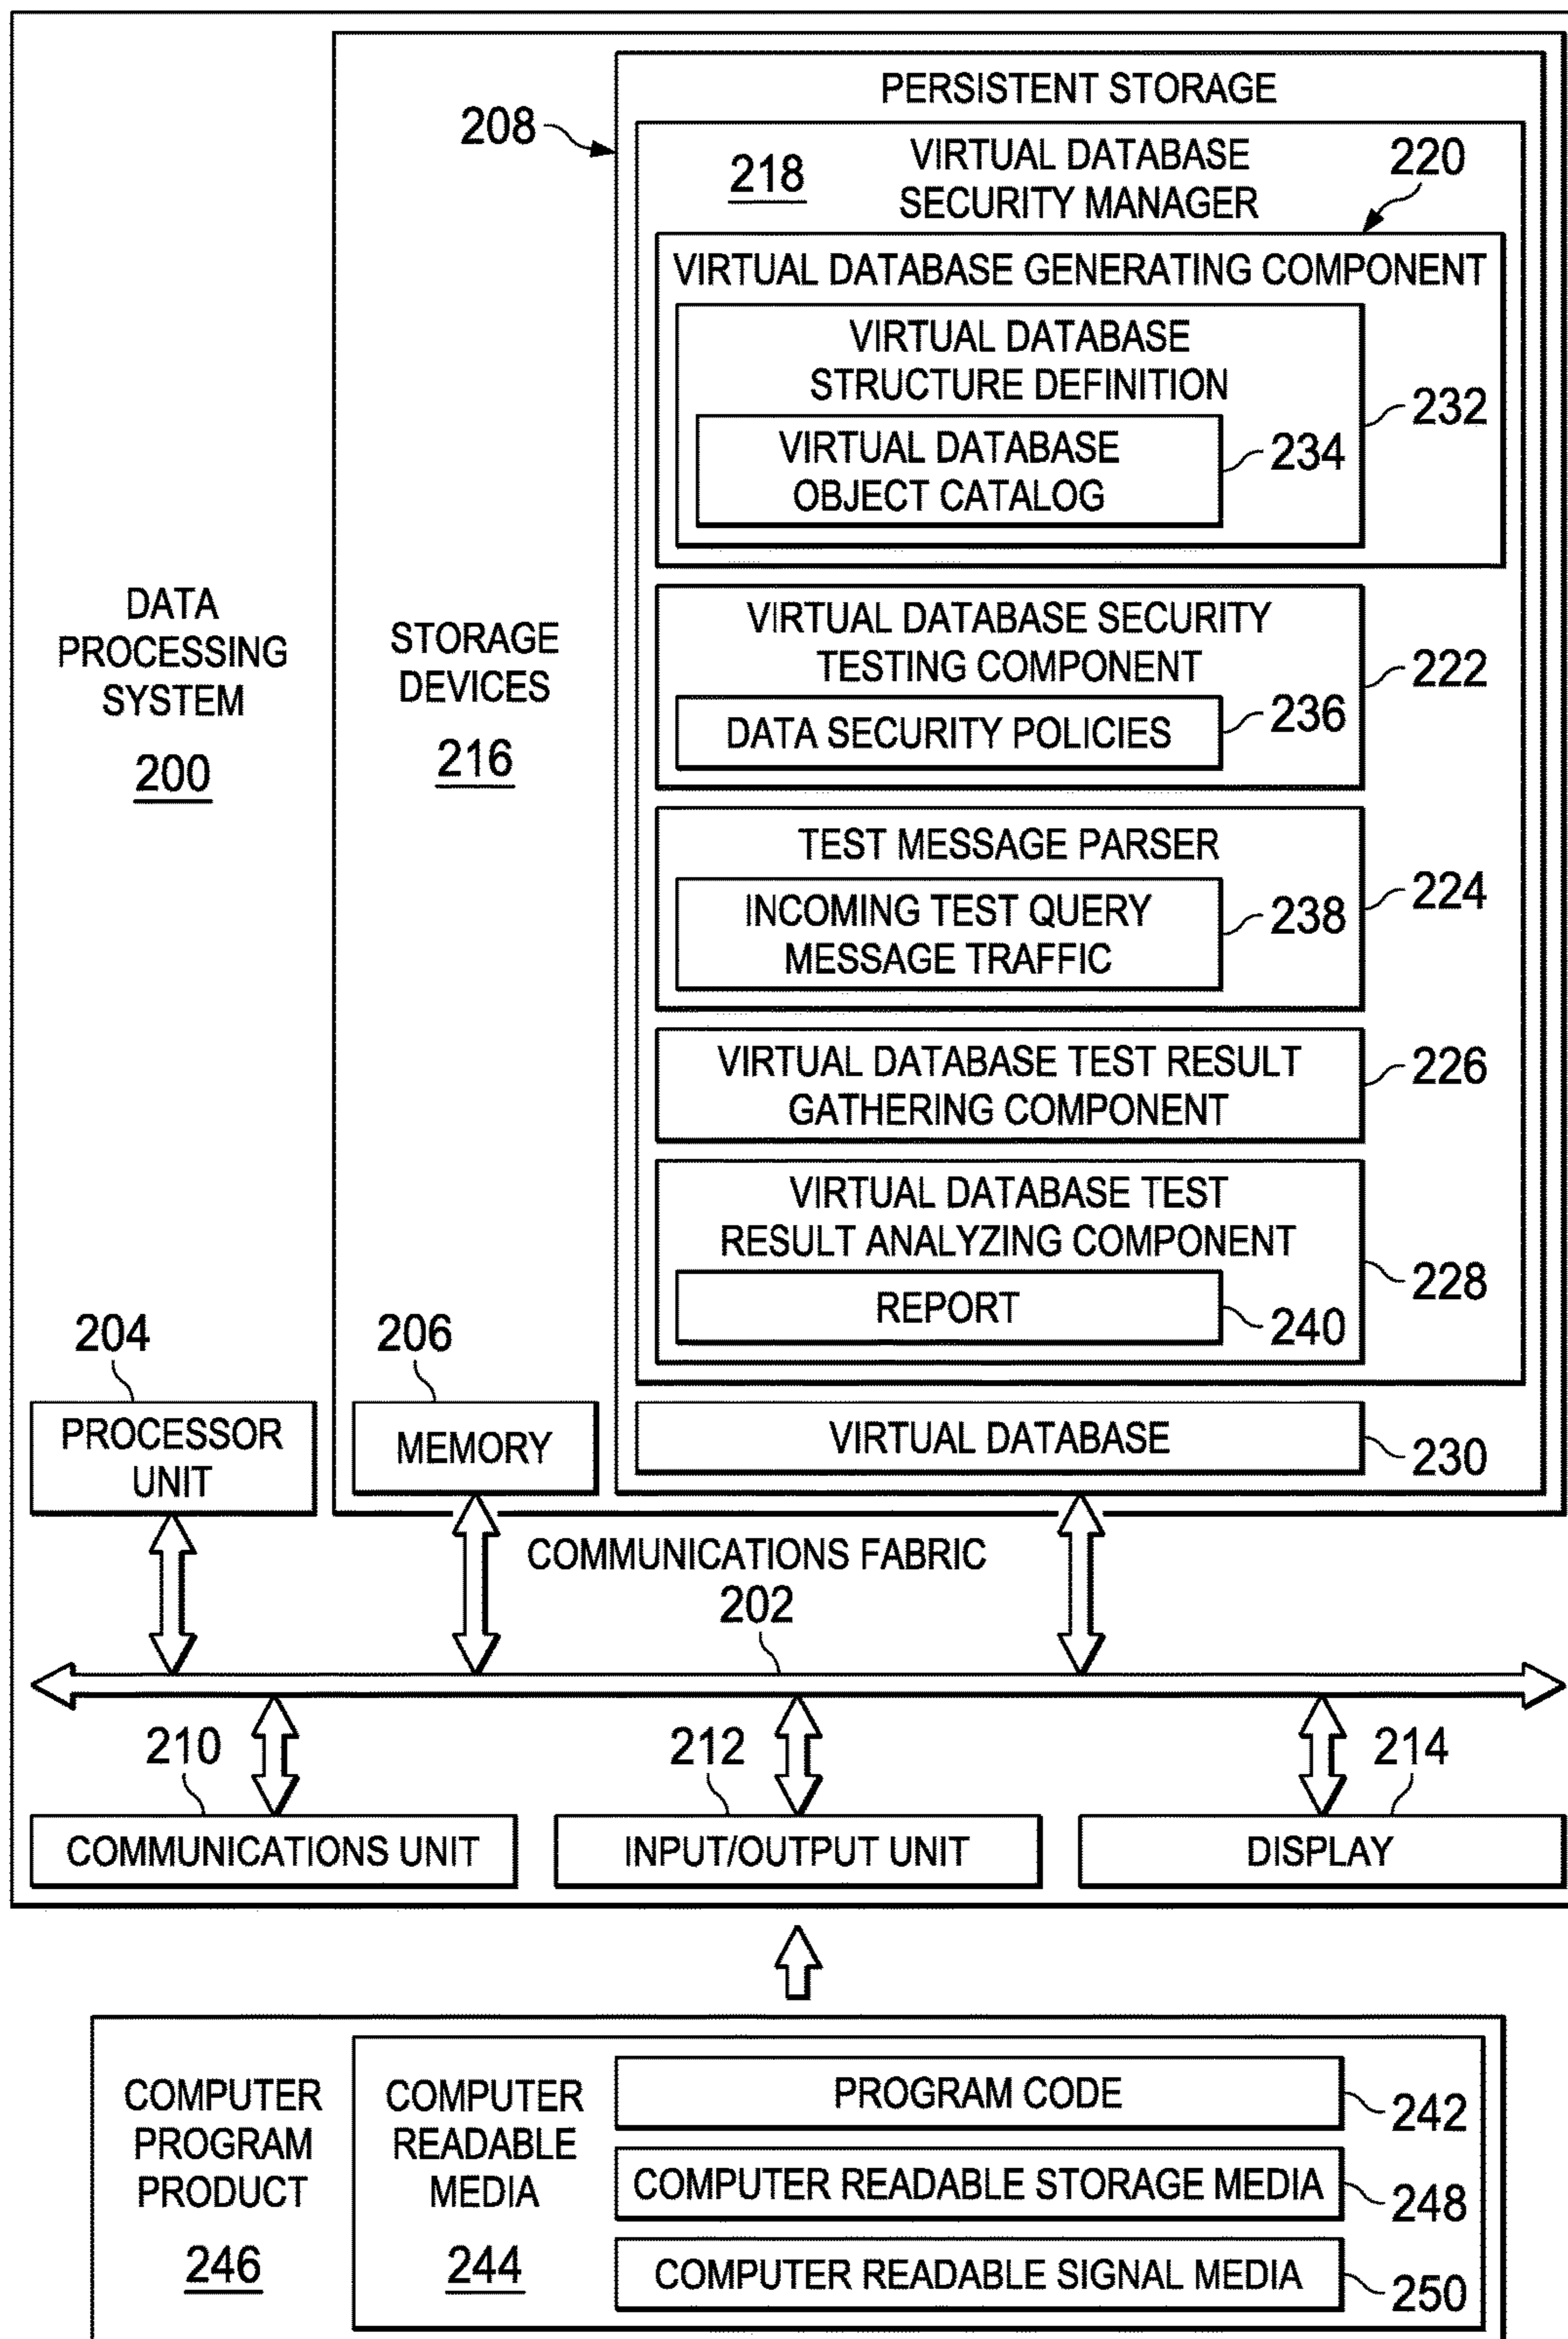 PERSISTENT STORAGE
208
218
VIRTUAL DATABASE
SECURITY MANAGER
220
VIRTUAL DATABASE GENERATING COMPONENT
VIRTUAL DATABASE
STRUCTURE DEFINITION
232
VIRTUAL DATABASE
OBJECT CATALOG
234
DATA
PROCESSING
SYSTEM
200
STORAGE
DEVICES
216
VIRTUAL DATABASE SECURITY
TESTING COMPONENT
222
DATA SECURITY POLICIES
236
TEST MESSAGE PARSER
224
INCOMING TEST QUERY
MESSAGE TRAFFIC
238
VIRTUAL DATABASE TEST RESULT
GATHERING COMPONENT
226
VIRTUAL DATABASE TEST
RESULT ANALYZING COMPONENT
228
REPORT
240
204
PROCESSOR
UNIT
206
MEMORY
VIRTUAL DATABASE
230
COMMUNICATIONS FABRIC
202
210
COMMUNICATIONS UNIT
212
INPUT/OUTPUT UNIT
214
DISPLAY
COMPUTER
PROGRAM
PRODUCT
246
COMPUTER
READABLE
MEDIA
244
PROGRAM CODE
242
COMPUTER READABLE STORAGE MEDIA
248
COMPUTER READABLE SIGNAL MEDIA
250